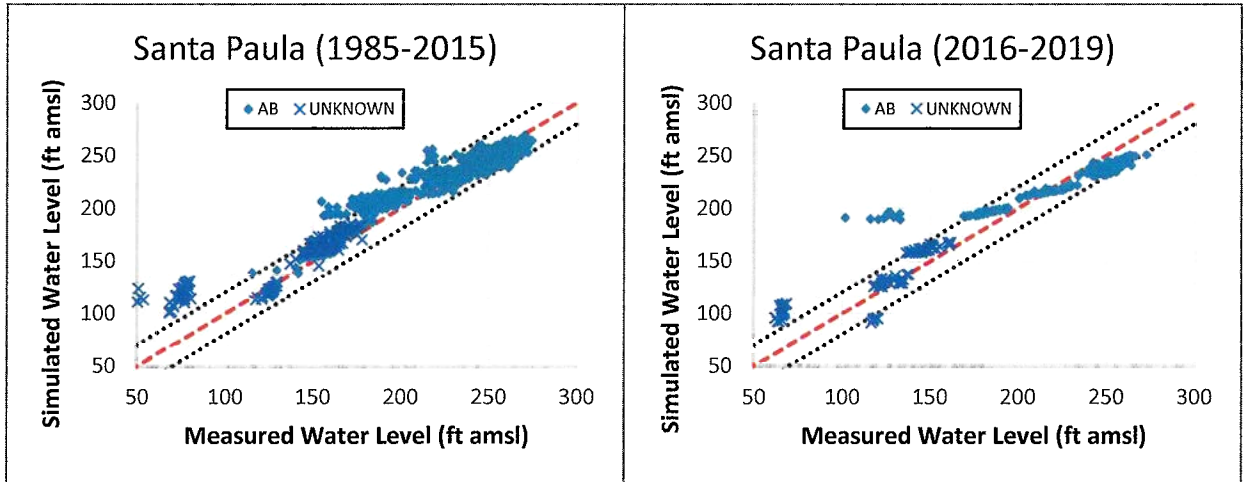 Santa Paula (1985-2015)
AB UNKNOWN
Simulated Water Level (ft amsl)
300
250
200
150
100
50
50 100 150 200 250 300
Measured Water Level (ft amsl)
Santa Paula (2016-2019)
AB UNKNOWN
Simulated Water Level (ft amsl)
300
250
200
150
100
50
50 100 150 200 250 300
Measured Water Level (ft amsl)